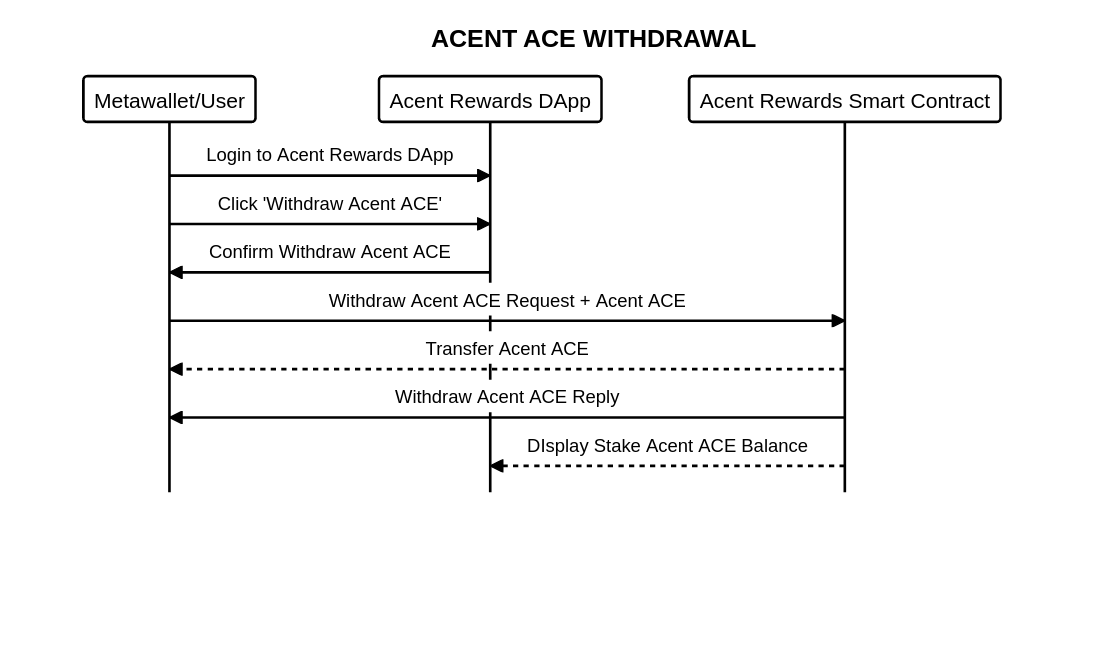 ACENT ACE WITHDRAWAL
Metawallet/User
Acent Rewards DApp
Acent Rewards Smart Contract
Login to Acent Rewards DApp
Click 'Withdraw Acent ACE'
Confirm Withdraw Acent ACE
Withdraw Acent ACE Request + Acent ACE
Transfer Acent ACE
Withdraw Acent ACE Reply
DIsplay Stake Acent ACE Balance